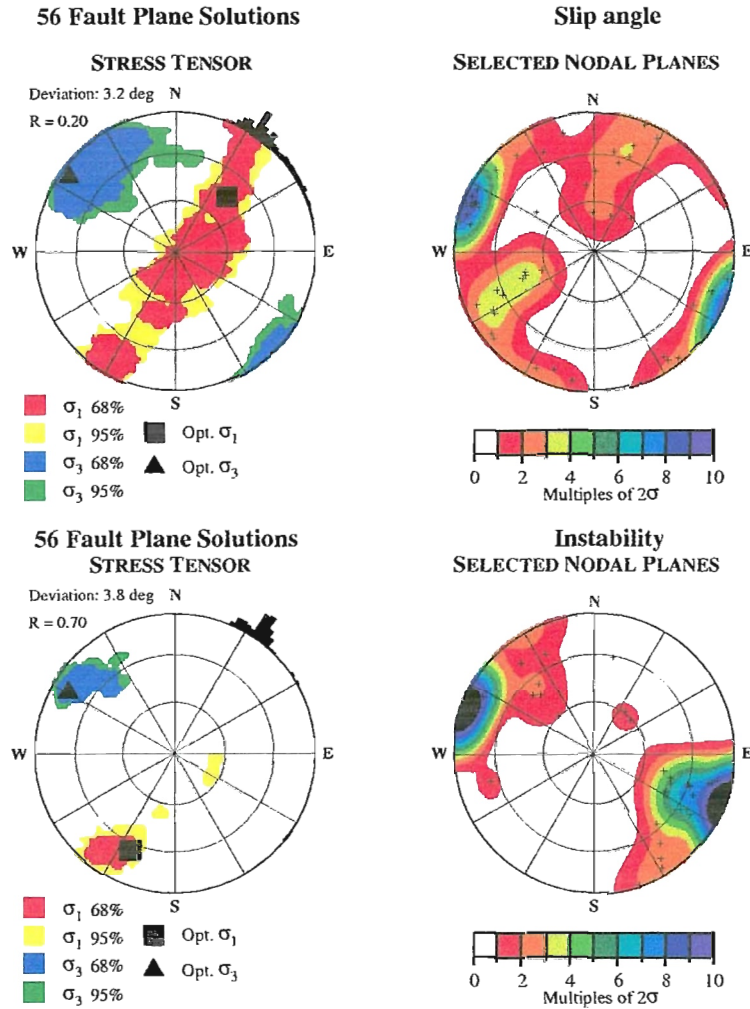 56 Fault Plane Solutions
STRESS TENSOR
Deviation: 3.2 deg N
R = 0.20
W
E
S
σ1 68%
σ1 95%
σ3 68%
σ3 95%
Opt. σ1
Opt. σ3
Slip angle
SELECTED NODAL PLANES
N
W
E
S
0 2 4 6 8 10
Multiples of 2σ
56 Fault Plane Solutions
STRESS TENSOR
Deviation: 3.8 deg N
R = 0.70
W
E
S
σ1 68%
σ1 95%
σ3 68%
σ3 95%
Opt. σ1
Opt. σ3
Instability
SELECTED NODAL PLANES
N
W
E
S
0 2 4 6 8 10
Multiples of 2σ